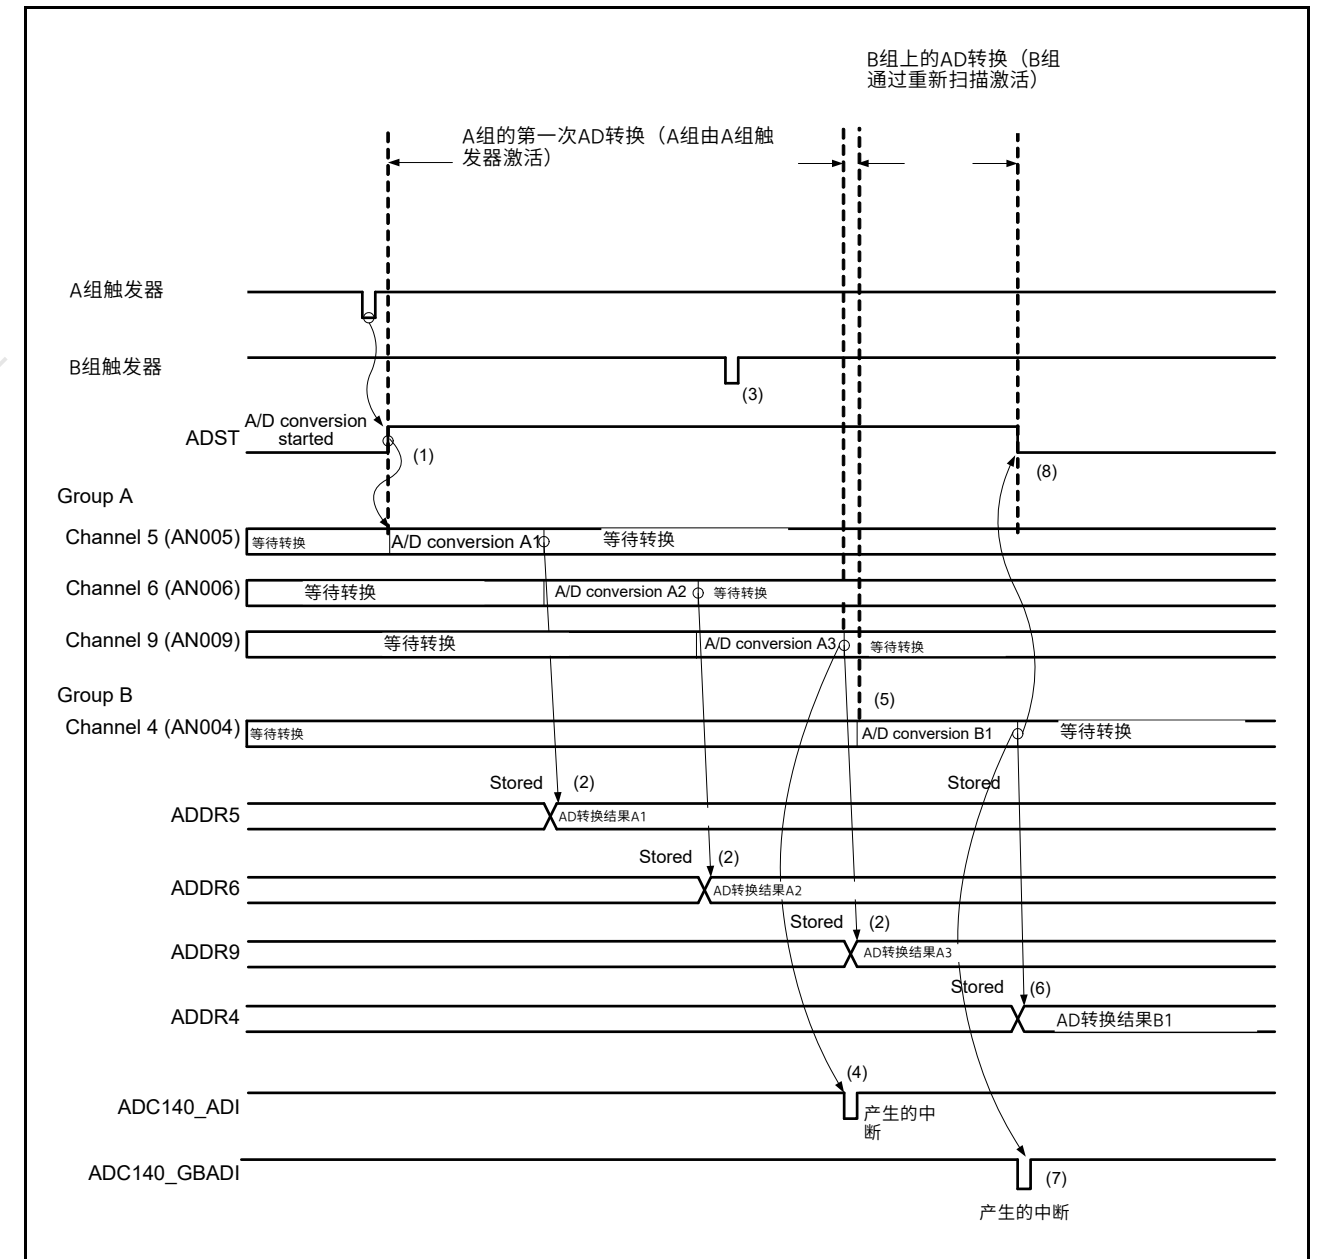 B组上的AD转换（B组
通过重新扫描激活）
A组的第一次AD转换（A组由A组触
发器激活）
A组触发器
B组触发器
(3)
A/D conversion
started
ADST
(1)
(8)
Group A
Channel 5 (AN005)
等待转换
A/D conversion A1
等待转换
Channel 6 (AN006)
等待转换
A/D conversion A2
等待转换
Channel 9 (AN009)
等待转换
A/D conversion A3
等待转换
Group B
(5)
Channel 4 (AN004)
等待转换
A/D conversion B1
等待转换
Stored
(2)
Stored
ADDR5
AD转换结果A1
Stored
(2)
ADDR6
AD转换结果A2
Stored
(2)
ADDR9
AD转换结果A3
Stored
(6)
ADDR4
AD转换结果B1
(4)
ADC140_ADI
产生的中
断
ADC140_GBADI
(7)
产生的中断